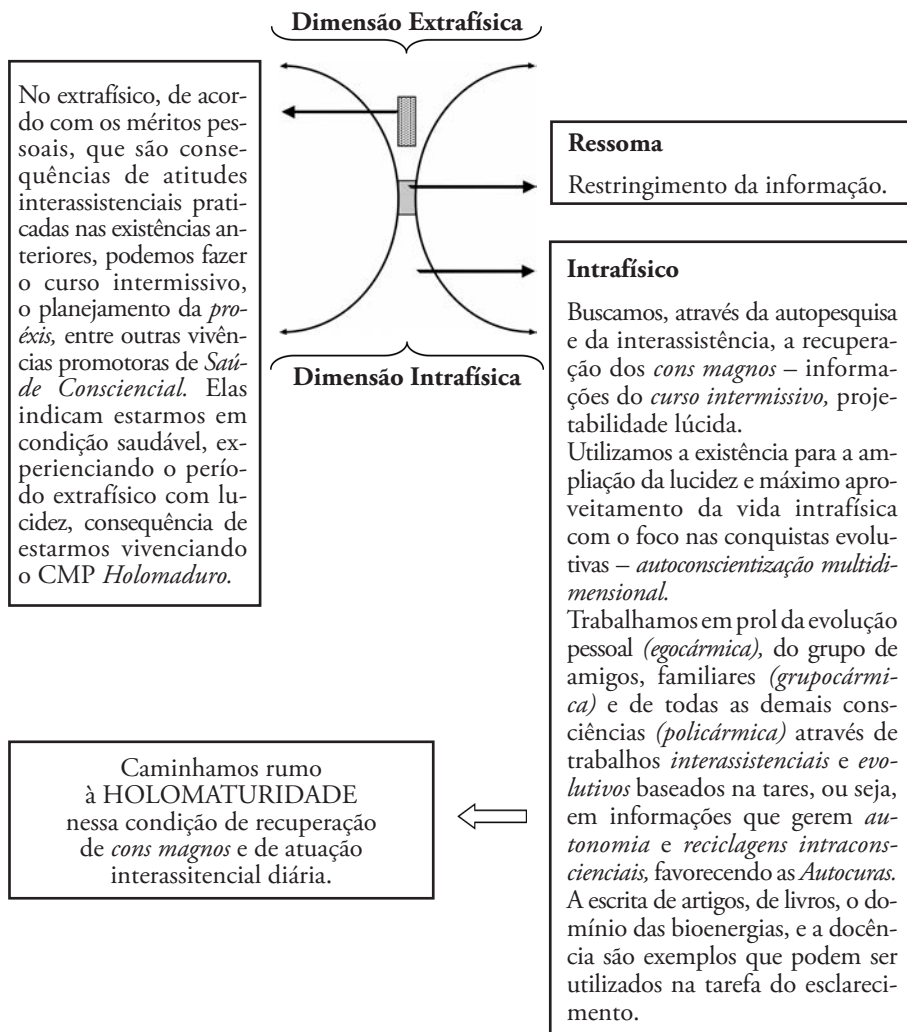 Dimensão Extrafísica
No extrafísico, de acor-
do com os méritos pes-
soais, que são conse-
quências de atitudes
interassistenciais prati-
cadas nas existências an-
teriores, podemos fazer
o curso intermissivo,
o planejamento da pro-
éxis, entre outras vivên-
cias promotoras de Saú-
de Consciencial. Elas
indicam estarmos em
condição saudável, ex-
perienciando o perío-
do extrafísico com lu-
cidez, consequência de
estarmos vivenciando
o CMP Holomaduro.
Ressoma
Restringimento da informação.
Dimensão Intrafísica
Intrafísico
Buscamos, através da autopesquisa
e da interassistência, a recupera-
ção dos cons magnos – informa-
ções do curso intermissivo, proje-
tabilidade lúcida.
Utilizamos a existência para a am-
pliação da lucidez e máximo apro-
veitamento da vida intrafísica
com o foco nas conquistas evolu-
tivas – autoconscientização multidi-
mensional.
Trabalhamos em prol da evolução
pessoal (egocármica), do grupo de
amigos, familiares (grupocármi-
ca) e de todas as demais cons-
ciências (policármica) através de
trabalhos interassistenciais e evo-
lutivos baseados na tares, ou seja,
em informações que gerem au-
tonomia e reciclagens intracons-
cienciais, favorecendo as Autocuras.
A escrita de artigos, de livros, o do-
mínio das bioenergias, e a docên-
cia são exemplos que podem ser
utilizados na tarefa do esclareci-
mento.
Caminhamos rumo
à HOLOMATURIDADE
nessa condição de recuperação
de cons magnos e de atuação
interassitencial diária.